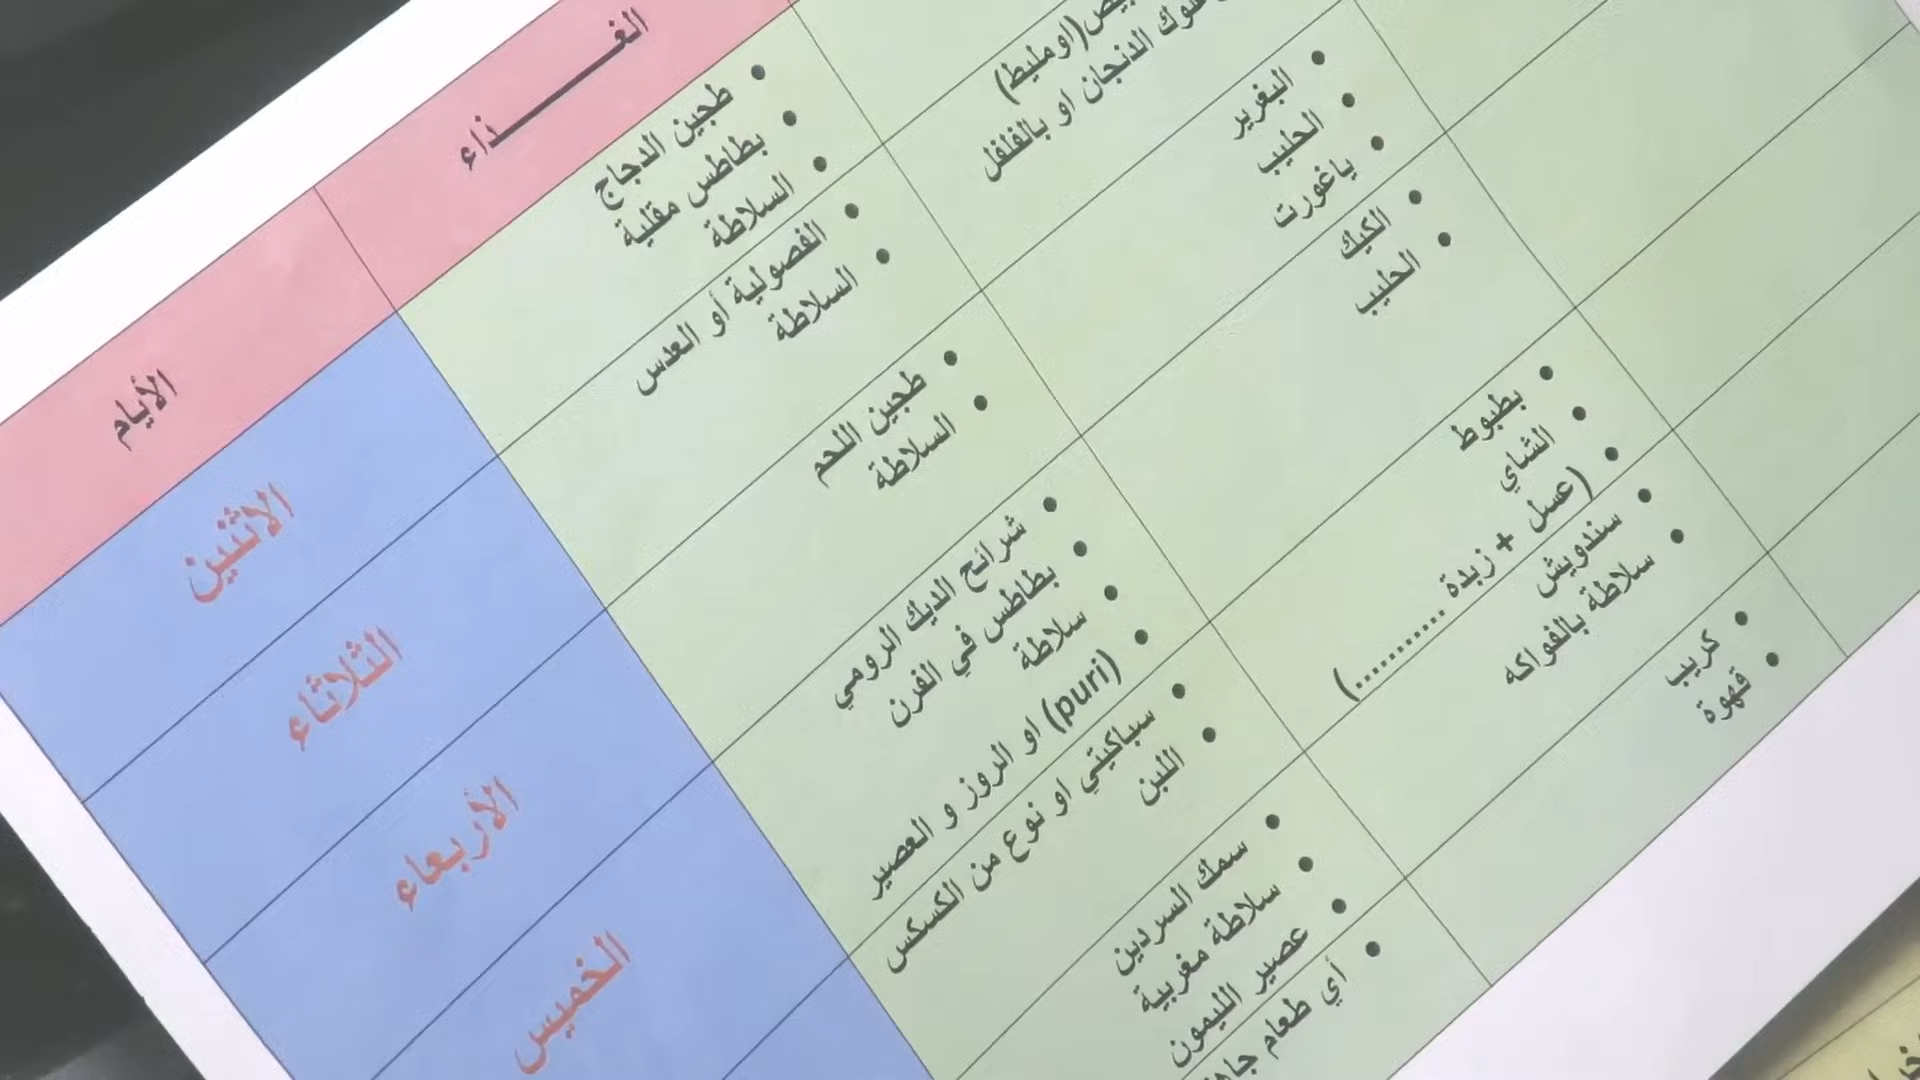 الأيام
الغـــــــذاء
الاثنين
الثلاثاء
الأربعاء
الخميس
• طجين الدجاج
• بطاطس مقلية
• السلاطة
• الفصولية أو العدس
• السلاطة
• طجين اللحم
• السلاطة
• شرائح الديك الرومي
• بطاطس في الفرن
• سلاطة
• (puri) او الروز و العصير
• سباكيتي او نوع من الكسكس
• اللبن
• سمك السردين
• سلاطة مغربية
• عصير الليمون
• أي طعام
(اومليط)
الدنجان او بالفلفل
• البغرير
• الحليب
• ياغورت
• الكيك
• الحليب
• بطبوط
• الشاي
• (عسل + زبدة ...........)
• سندويش
• سلاطة بالفواكه
• كريب
• قهوة